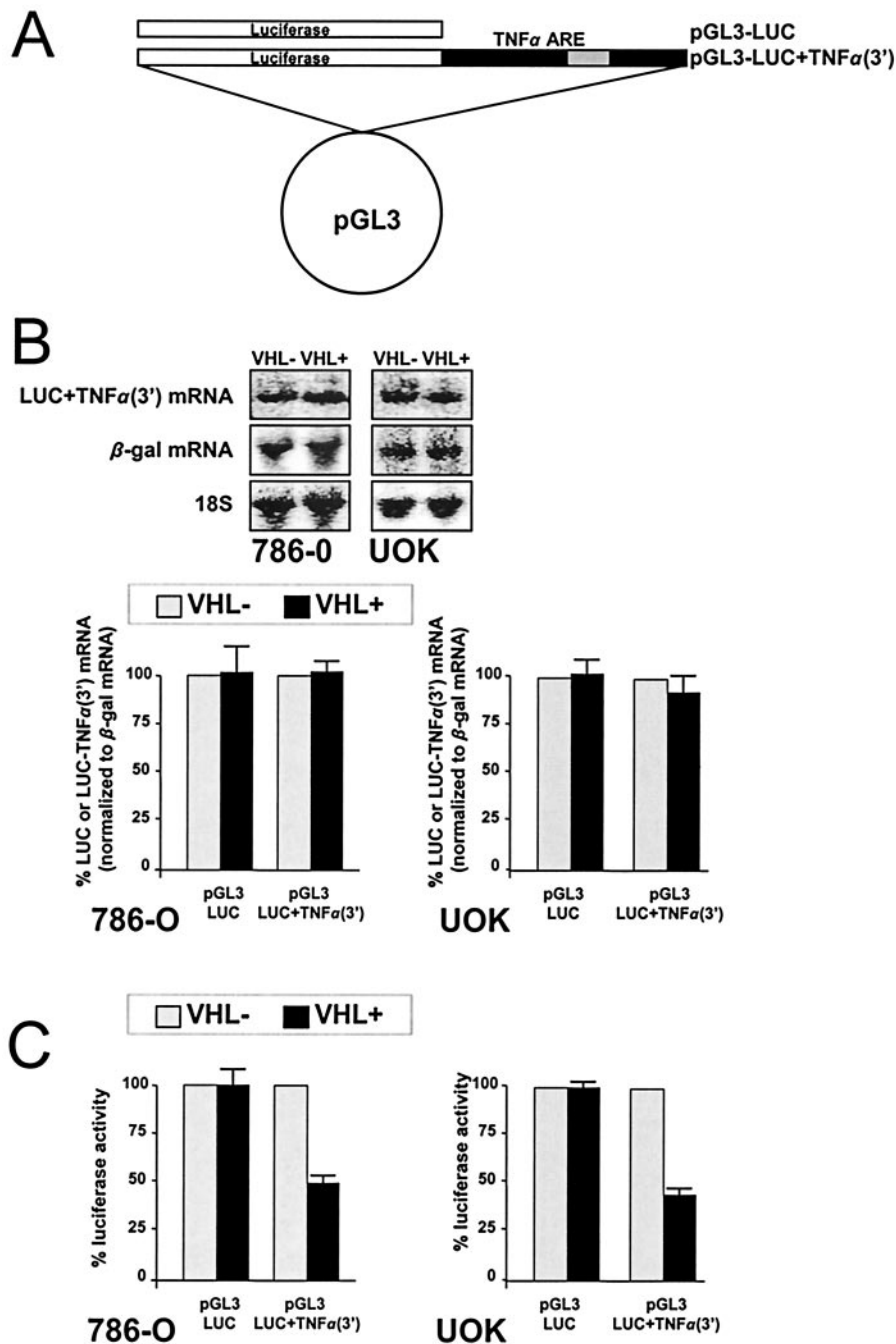 A
Luciferase
pGL3-LUC
TNFα ARE
Luciferase
pGL3-LUC+TNFα(3')
pGL3
B
VHL- VHL+ VHL- VHL+
LUC+TNFα(3') mRNA
β-gal mRNA
18S
786-0 UOK
VHL- VHL+
% LUC or LUC-TNFα(3') mRNA
(normalized to β-gal mRNA)
100
75
50
25
0
pGL3
LUC
pGL3
LUC+TNFα(3')
786-O
% LUC or LUC-TNFα(3') mRNA
(normalized to β-gal mRNA)
100
75
50
25
0
pGL3
LUC
pGL3
LUC+TNFα(3')
UOK
C
VHL- VHL+
% luciferase activity
100
75
50
25
0
pGL3
LUC
pGL3
LUC+TNFα(3')
786-O
% luciferase activity
100
75
50
25
0
pGL3
LUC
pGL3
LUC+TNFα(3')
UOK